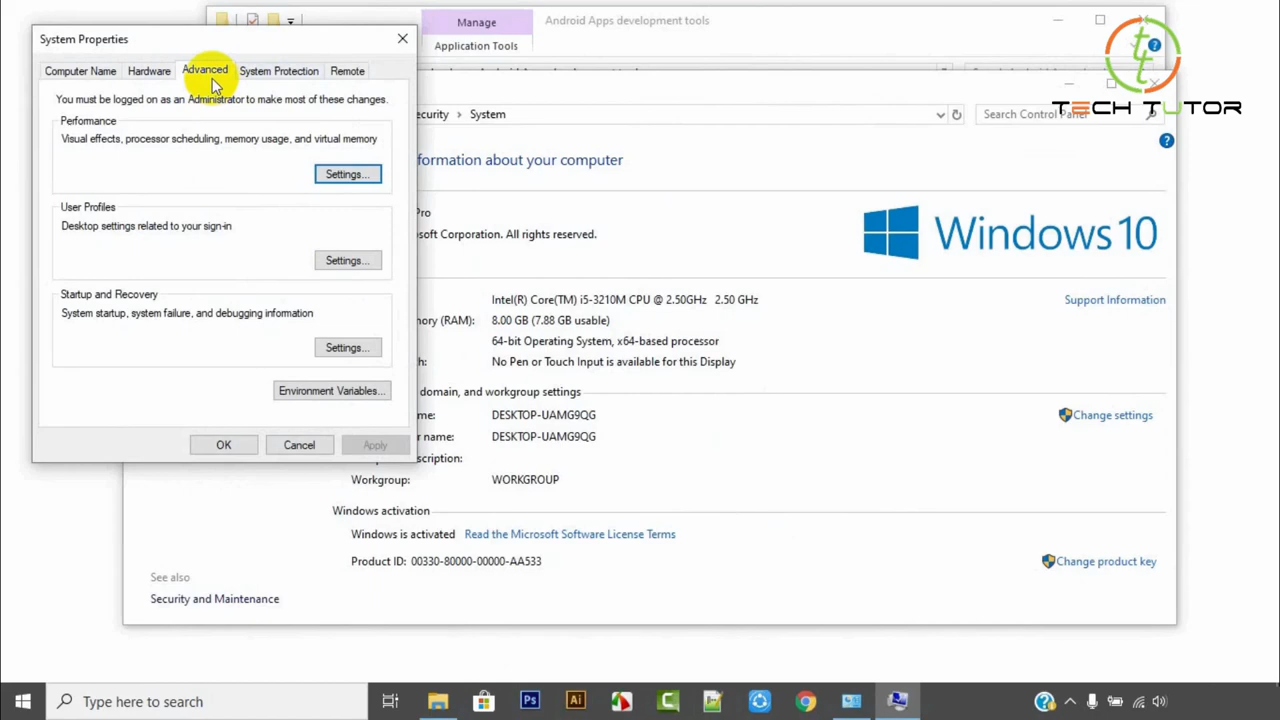 Manage
Android Apps development tools
Application Tools
System Properties
Computer Name
Hardware
Advanced
System Protection
Remote
You must be logged on as an Administrator to make most of these changes.
Performance
Visual effects, processor scheduling, memory usage, and virtual memory
Settings...
User Profiles
Desktop settings related to your sign-in
Settings...
Startup and Recovery
System startup, system failure, and debugging information
Settings...
Environment Variables...
OK
Cancel
Apply
TECH TUTOR
ecurity > System
Search Control Panel
formation about your computer
Pro
soft Corporation. All rights reserved.
Windows 10
Intel(R) Core(TM) i5-3210M CPU @ 2.50GHz 2.50 GHz
Support Information
mory (RAM): 8.00 GB (7.88 GB usable)
64-bit Operating System, x64-based processor
h: No Pen or Touch Input is available for this Display
domain, and workgroup settings
me: DESKTOP-UAMG9QG
Change settings
r name: DESKTOP-UAMG9QG
scription:
Workgroup: WORKGROUP
Windows activation
Windows is activated Read the Microsoft Software License Terms
Product ID: 00330-80000-00000-AA533
Change product key
See also
Security and Maintenance
Type here to search
Ps
Ai